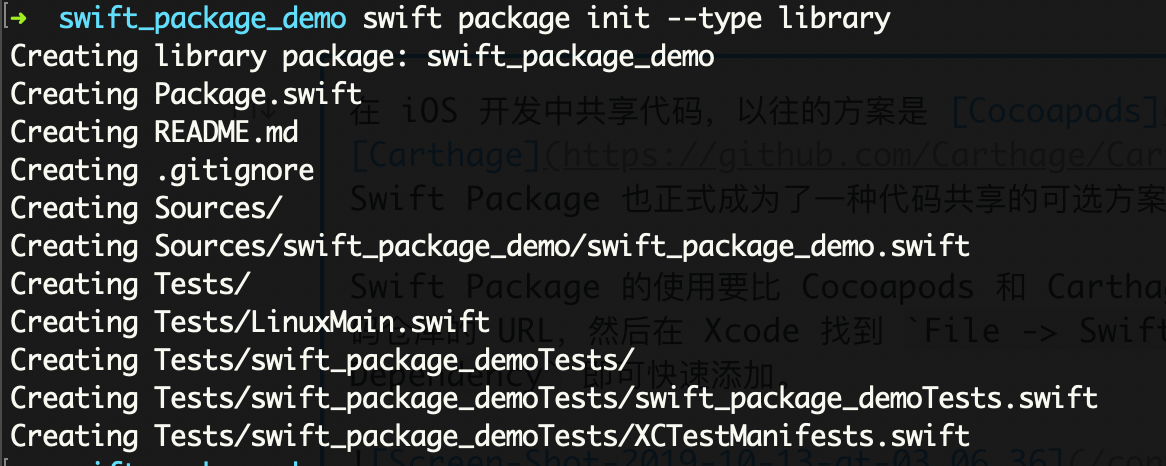 ➜ swift_package_demo swift package init --type library
Creating library package: swift_package_demo
Creating Package.swift
在 iOS 开发中共享代码，以往的方案是 [Cocoapods]
Creating README.md
[Carthage](https://github.com/Carthage/Car
Creating .gitignore
Swift Package 也正式成为了一种代码共享的可选方案
Creating Sources/
Creating Sources/swift_package_demo/swift_package_demo.swift
Creating Tests/
Swift Package 的使用要比 Cocoapods 和 Cartha
Creating Tests/LinuxMain.swift
码仓库的 URL，然后在 Xcode 找到 `File -> Swift
Creating Tests/swift_package_demoTests/
Dependency` 即可快速添加。
Creating Tests/swift_package_demoTests/swift_package_demoTests.swift
Creating Tests/swift_package_demoTests/XCTestManifests.swift
![Screen-Shot-2019-10-13-at-03.06.36](/con
swift_package_demo